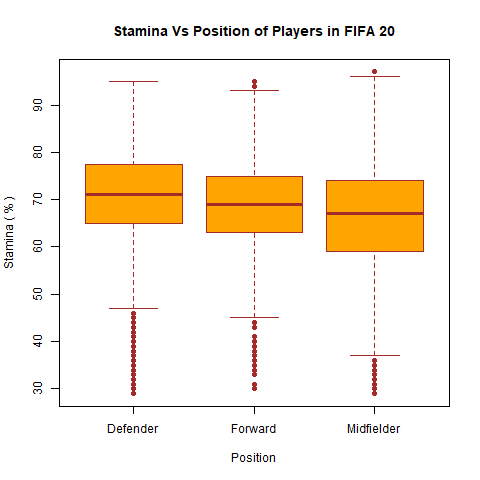 Stamina Vs Position of Players in FIFA 20
Stamina ( % )
90
80
70
60
50
40
30
Defender
Forward
Midfielder
Position